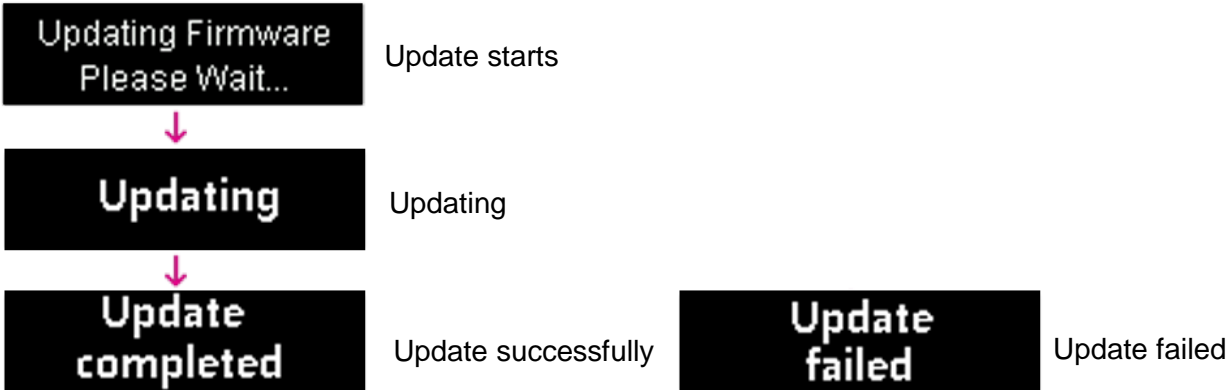 Updating Firmware
Please Wait...
Update starts
Updating
Updating
Update
completed
Update successfully
Update
failed
Update failed